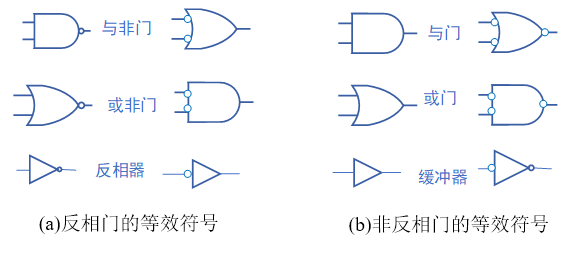 与非门
与门
或非门
或门
反相器
缓冲器
(a)反相门的等效符号
(b)非反相门的等效符号